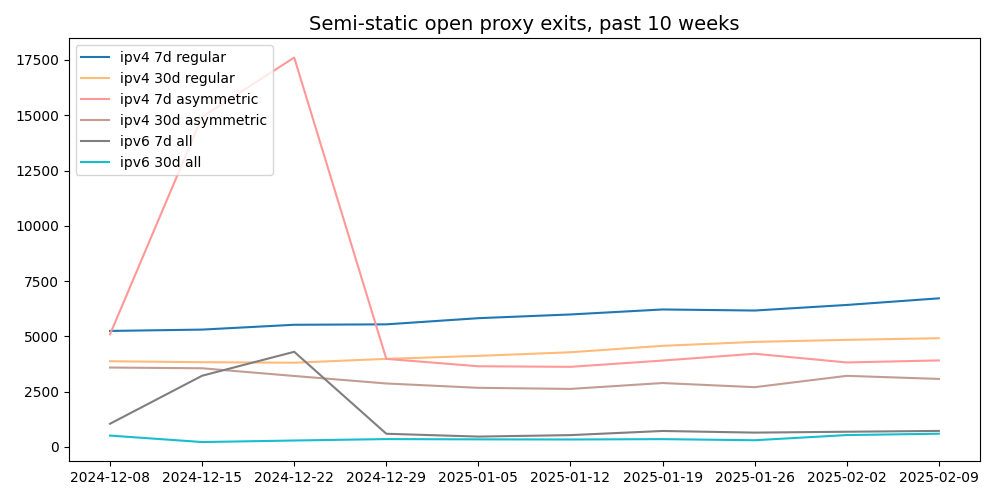 Semi-static open proxy exits, past 10 weeks
ipv4 7d regular
ipv4 30d regular
ipv4 7d asymmetric
ipv4 30d asymmetric
ipv6 7d all
ipv6 30d all
17500
15000
12500
10000
7500
5000
2500
0
2024-12-08 2024-12-15 2024-12-22 2024-12-29 2025-01-05 2025-01-12 2025-01-19 2025-01-26 2025-02-02 2025-02-09